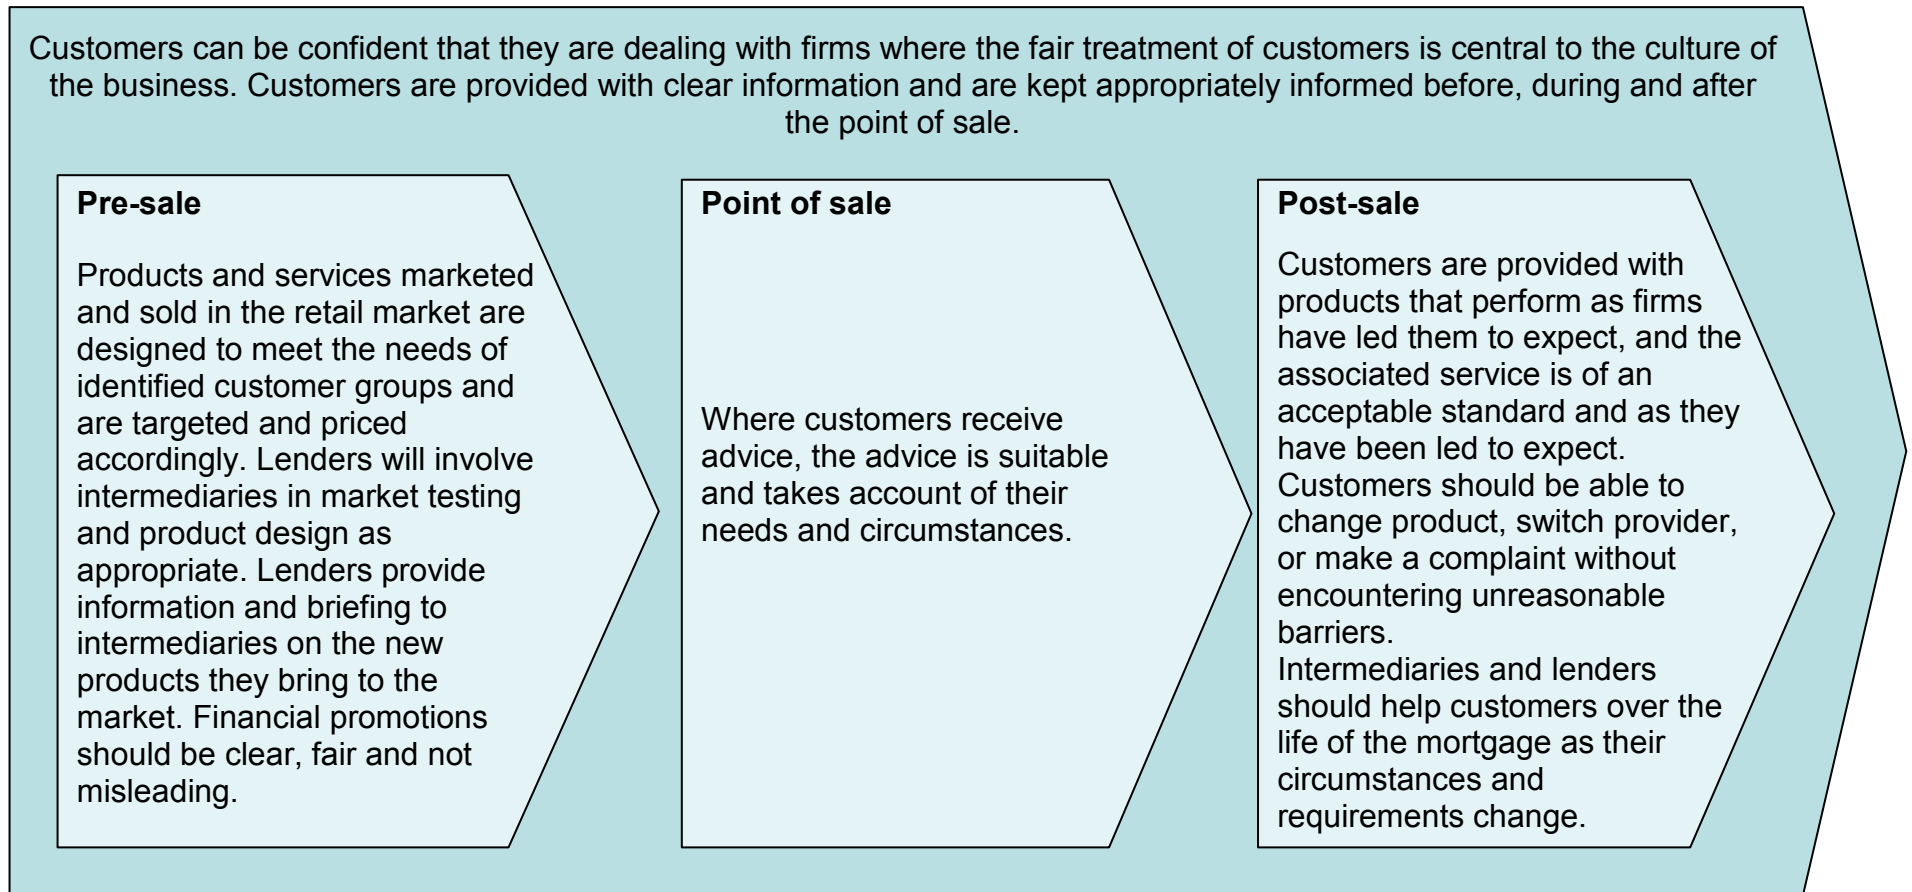 Customers can be confident that they are dealing with firms where the fair treatment of customers is central to the culture of
the business. Customers are provided with clear information and are kept appropriately informed before, during and after
the point of sale.
Pre-sale
Products and services marketed
and sold in the retail market are
designed to meet the needs of
identified customer groups and
are targeted and priced
accordingly. Lenders will involve
intermediaries in market testing
and product design as
appropriate. Lenders provide
information and briefing to
intermediaries on the new
products they bring to the
market. Financial promotions
should be clear, fair and not
misleading.
Point of sale
Where customers receive
advice, the advice is suitable
and takes account of their
needs and circumstances.
Post-sale
Customers are provided with
products that perform as firms
have led them to expect, and the
associated service is of an
acceptable standard and as they
have been led to expect.
Customers should be able to
change product, switch provider,
or make a complaint without
encountering unreasonable
barriers.
Intermediaries and lenders
should help customers over the
life of the mortgage as their
circumstances and
requirements change.